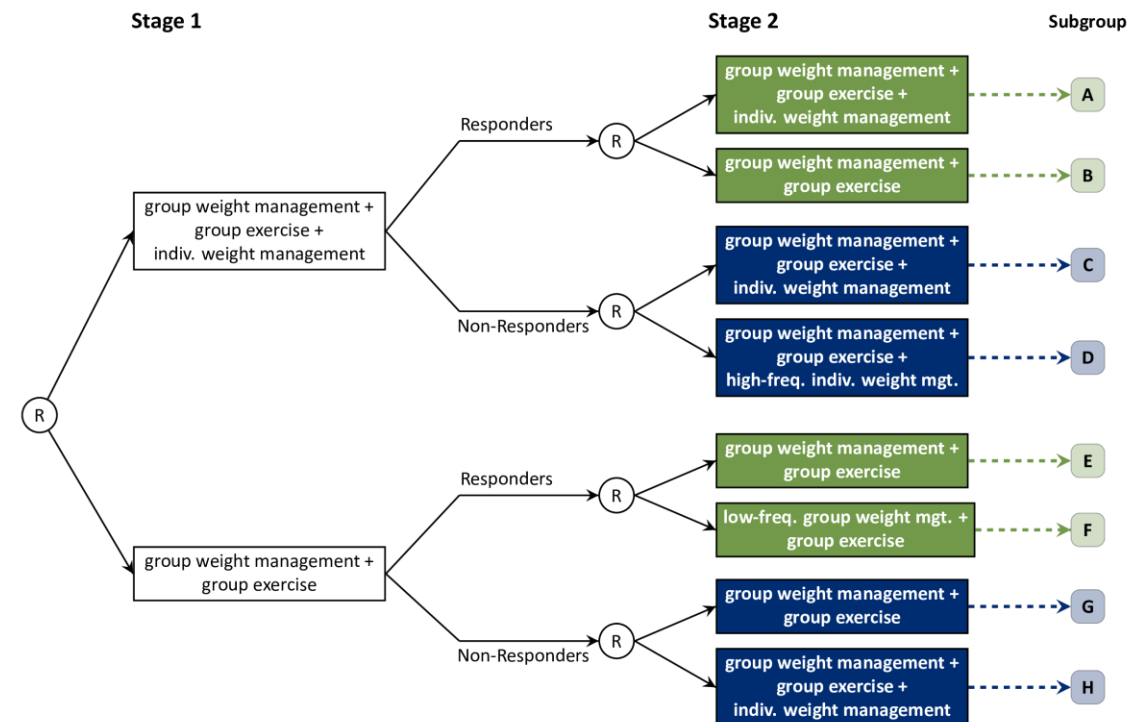 Stage 1
Stage 2
Subgroup
group weight management +
group exercise +
indiv. weight management
A
Responders
R
group weight management +
group exercise
B
group weight management +
group exercise +
indiv. weight management
group weight management +
group exercise +
indiv. weight management
C
Non-Responders
R
group weight management +
group exercise +
high-freq. indiv. weight mgt.
D
R
group weight management +
group exercise
E
Responders
R
low-freq. group weight mgt. +
group exercise
F
group weight management +
group exercise
group weight management +
group exercise
G
Non-Responders
R
group weight management +
group exercise +
indiv. weight management
H